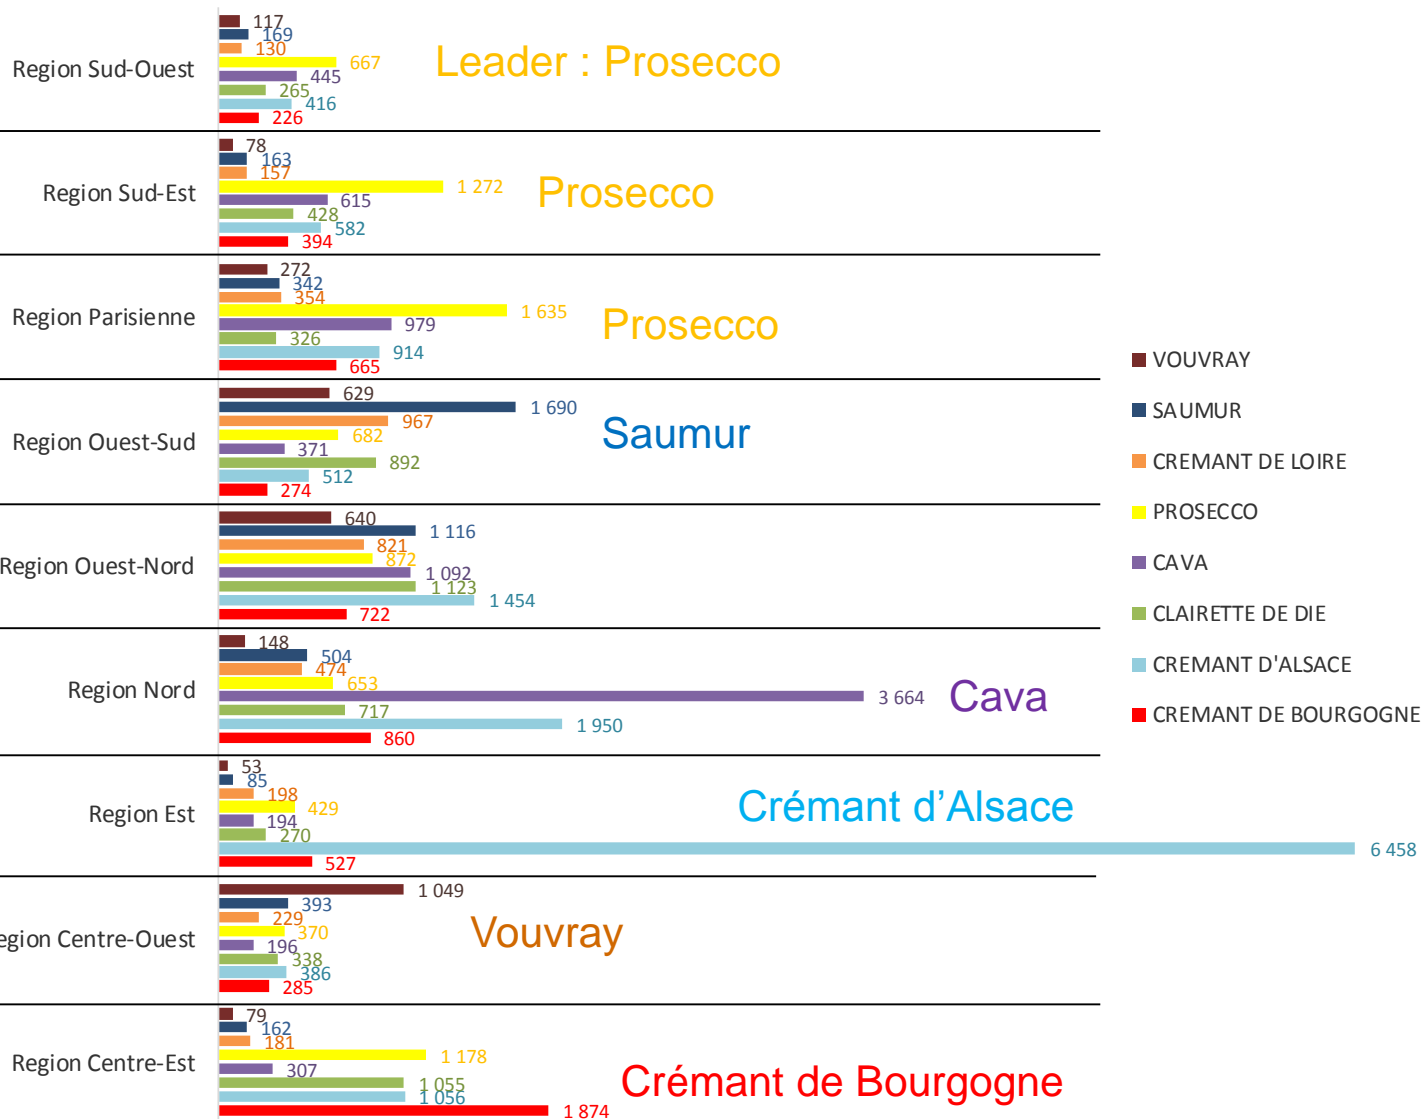 117
169
130
Region Sud-Ouest
667
445
265
416
226
Leader : Prosecco
78
163
157
Region Sud-Est
1 272
615
428
582
394
Prosecco
272
342
354
Region Parisienne
1 635
979
326
914
665
Prosecco
629
1 690
967
Region Ouest-Sud
682
371
892
512
274
Saumur
640
1 116
821
Region Ouest-Nord
872
1 092
1 123
1 454
722
148
504
474
Region Nord
653
3 664
717
1 950
860
Cava
53
85
198
Region Est
429
194
270
6 458
527
Crémant d’Alsace
1 049
393
229
egion Centre-Ouest
370
196
338
386
285
Vouvray
79
162
181
Region Centre-Est
1 178
307
1 055
1 056
1 874
Crémant de Bourgogne
VOUVRAY
SAUMUR
CREMANT DE LOIRE
PROSECCO
CAVA
CLAIRETTE DE DIE
CREMANT D'ALSACE
CREMANT DE BOURGOGNE